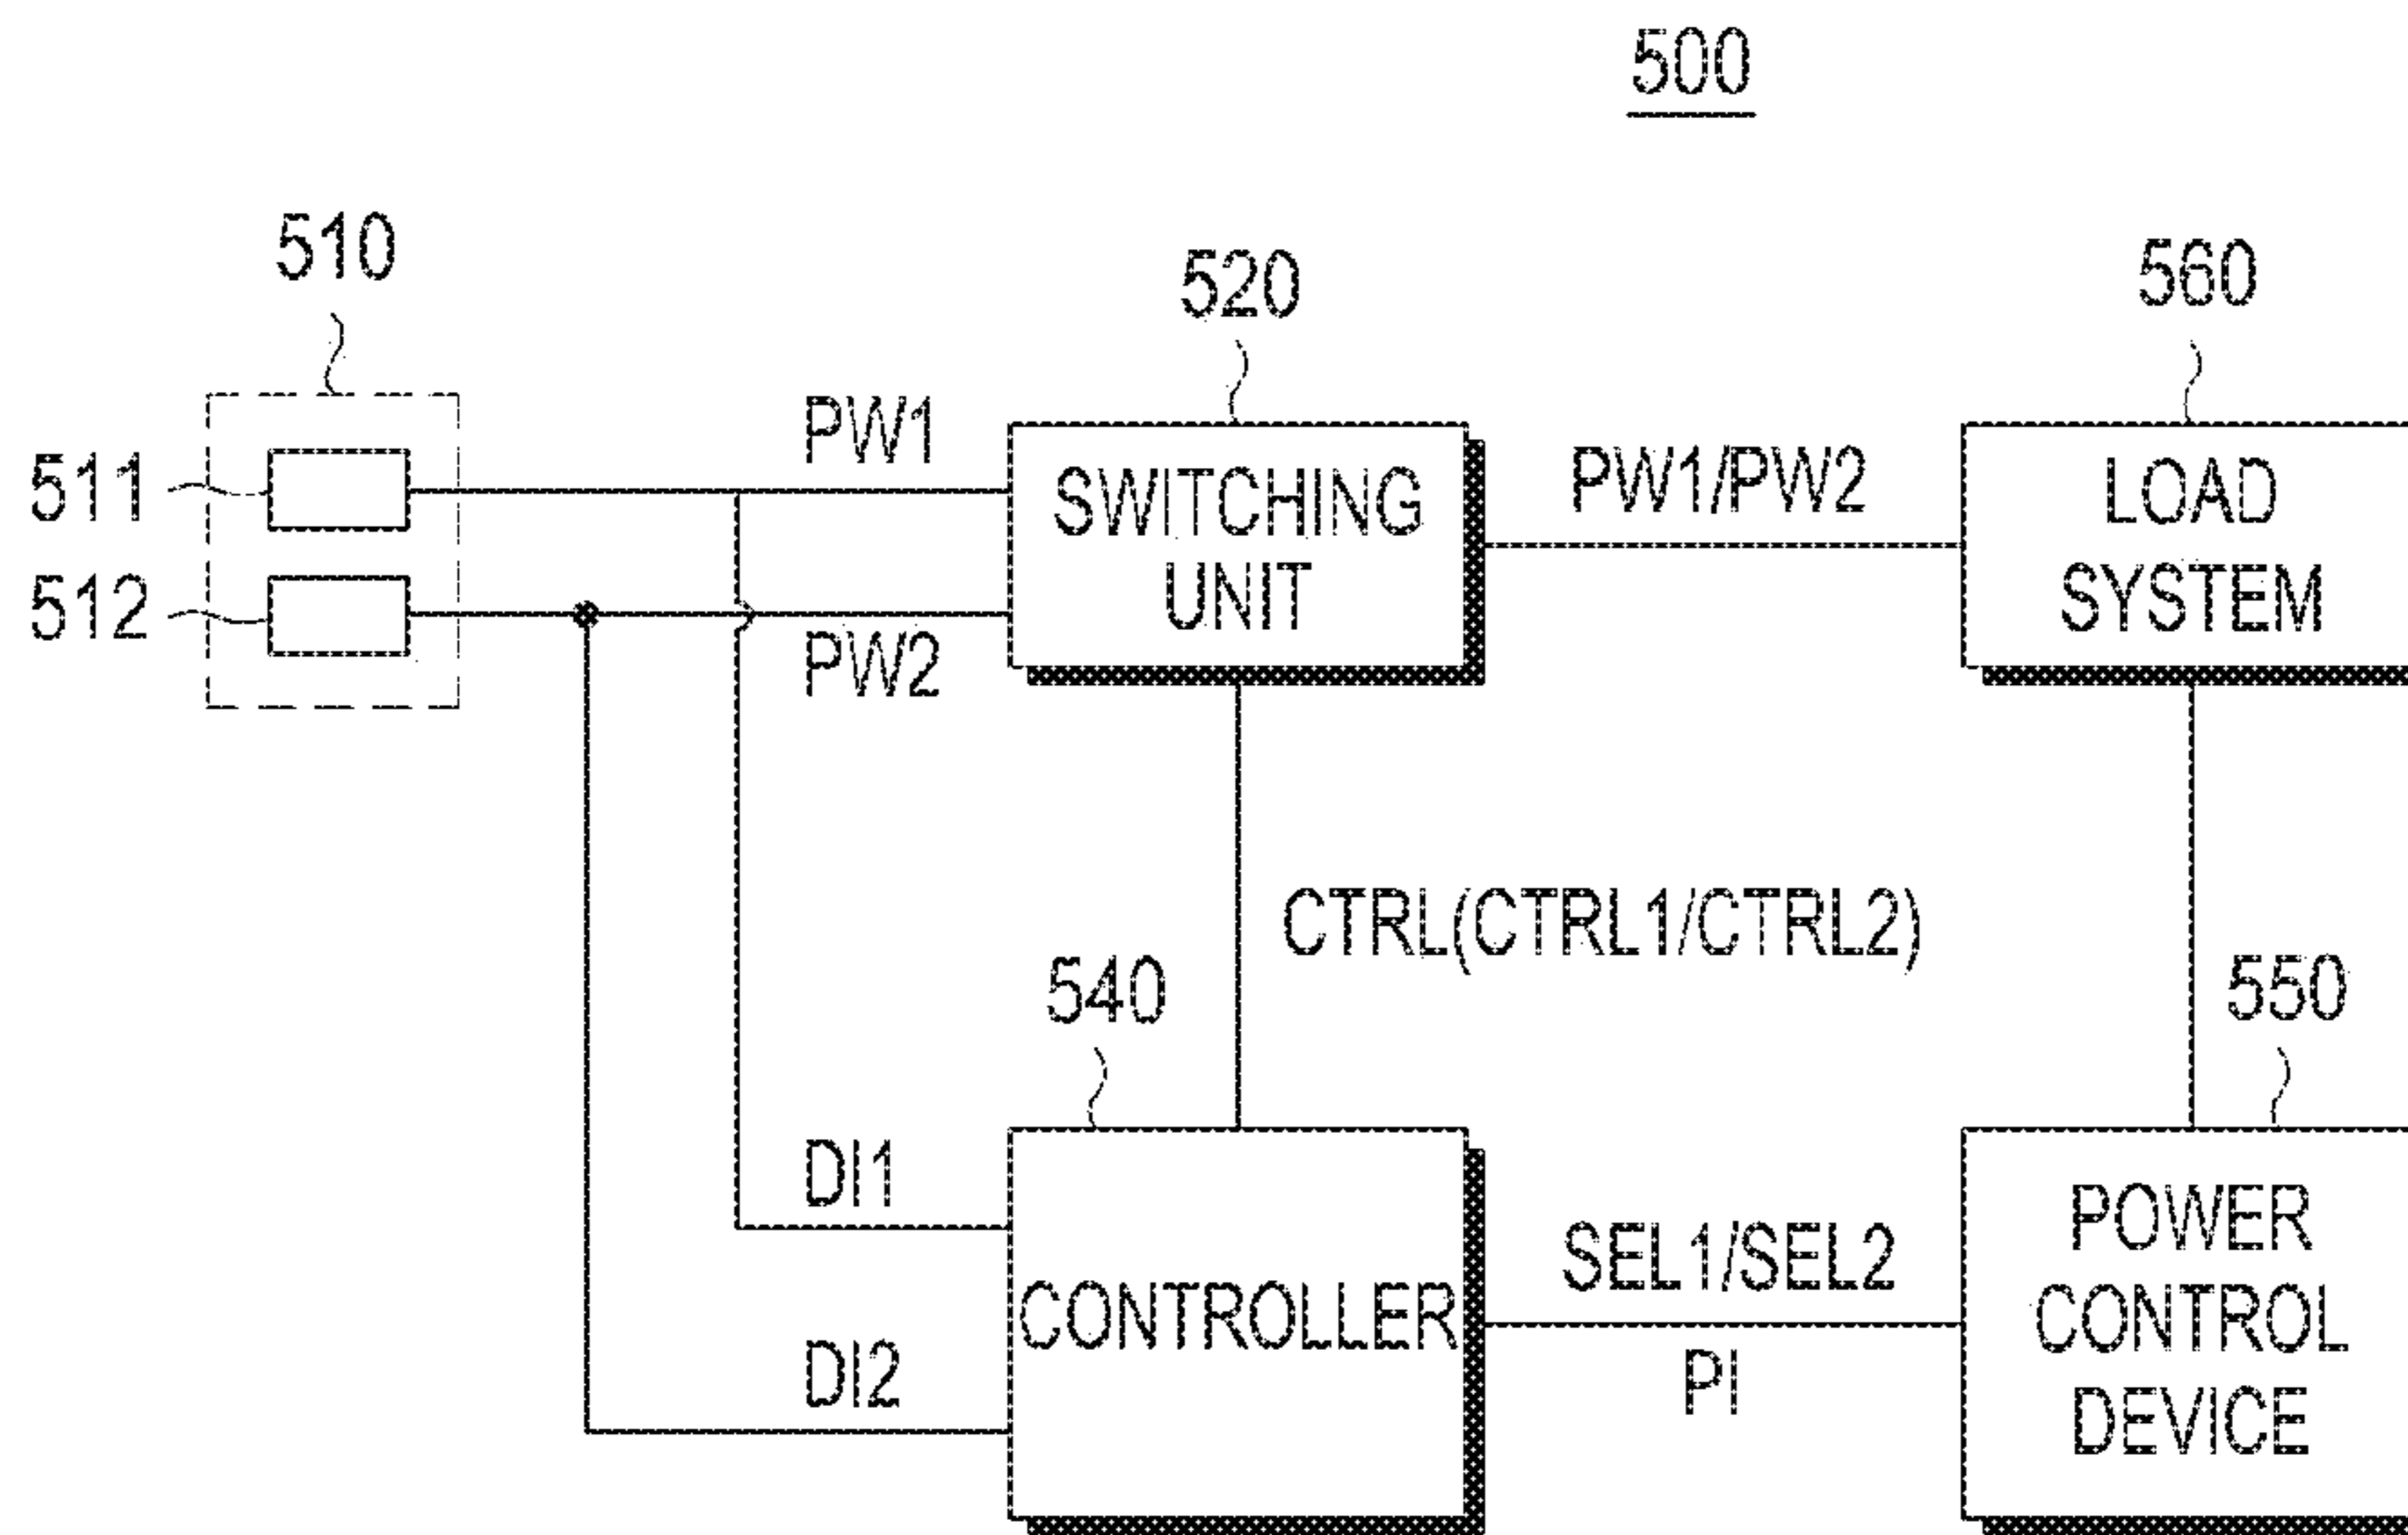 500
510
520
560
511
512
PW1
PW2
SWITCHING
UNIT
PW1/PW2
LOAD
SYSTEM
CTRL(CTRL1/CTRL2)
540
550
DI1
DI2
CONTROLLER
SEL1/SEL2
PI
POWER
CONTROL
DEVICE